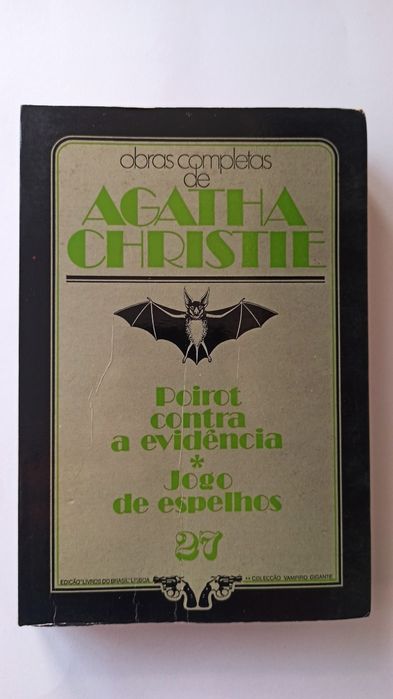 obras completas
de
AGATHA
CHRISTIE
Poirot
contra
a evidência
*
Jogo
de espelhos
27
EDIÇÃO "LIVROS DO BRASIL" LISBOA
** COLECÇÃO VAMPIRO GIGANTE